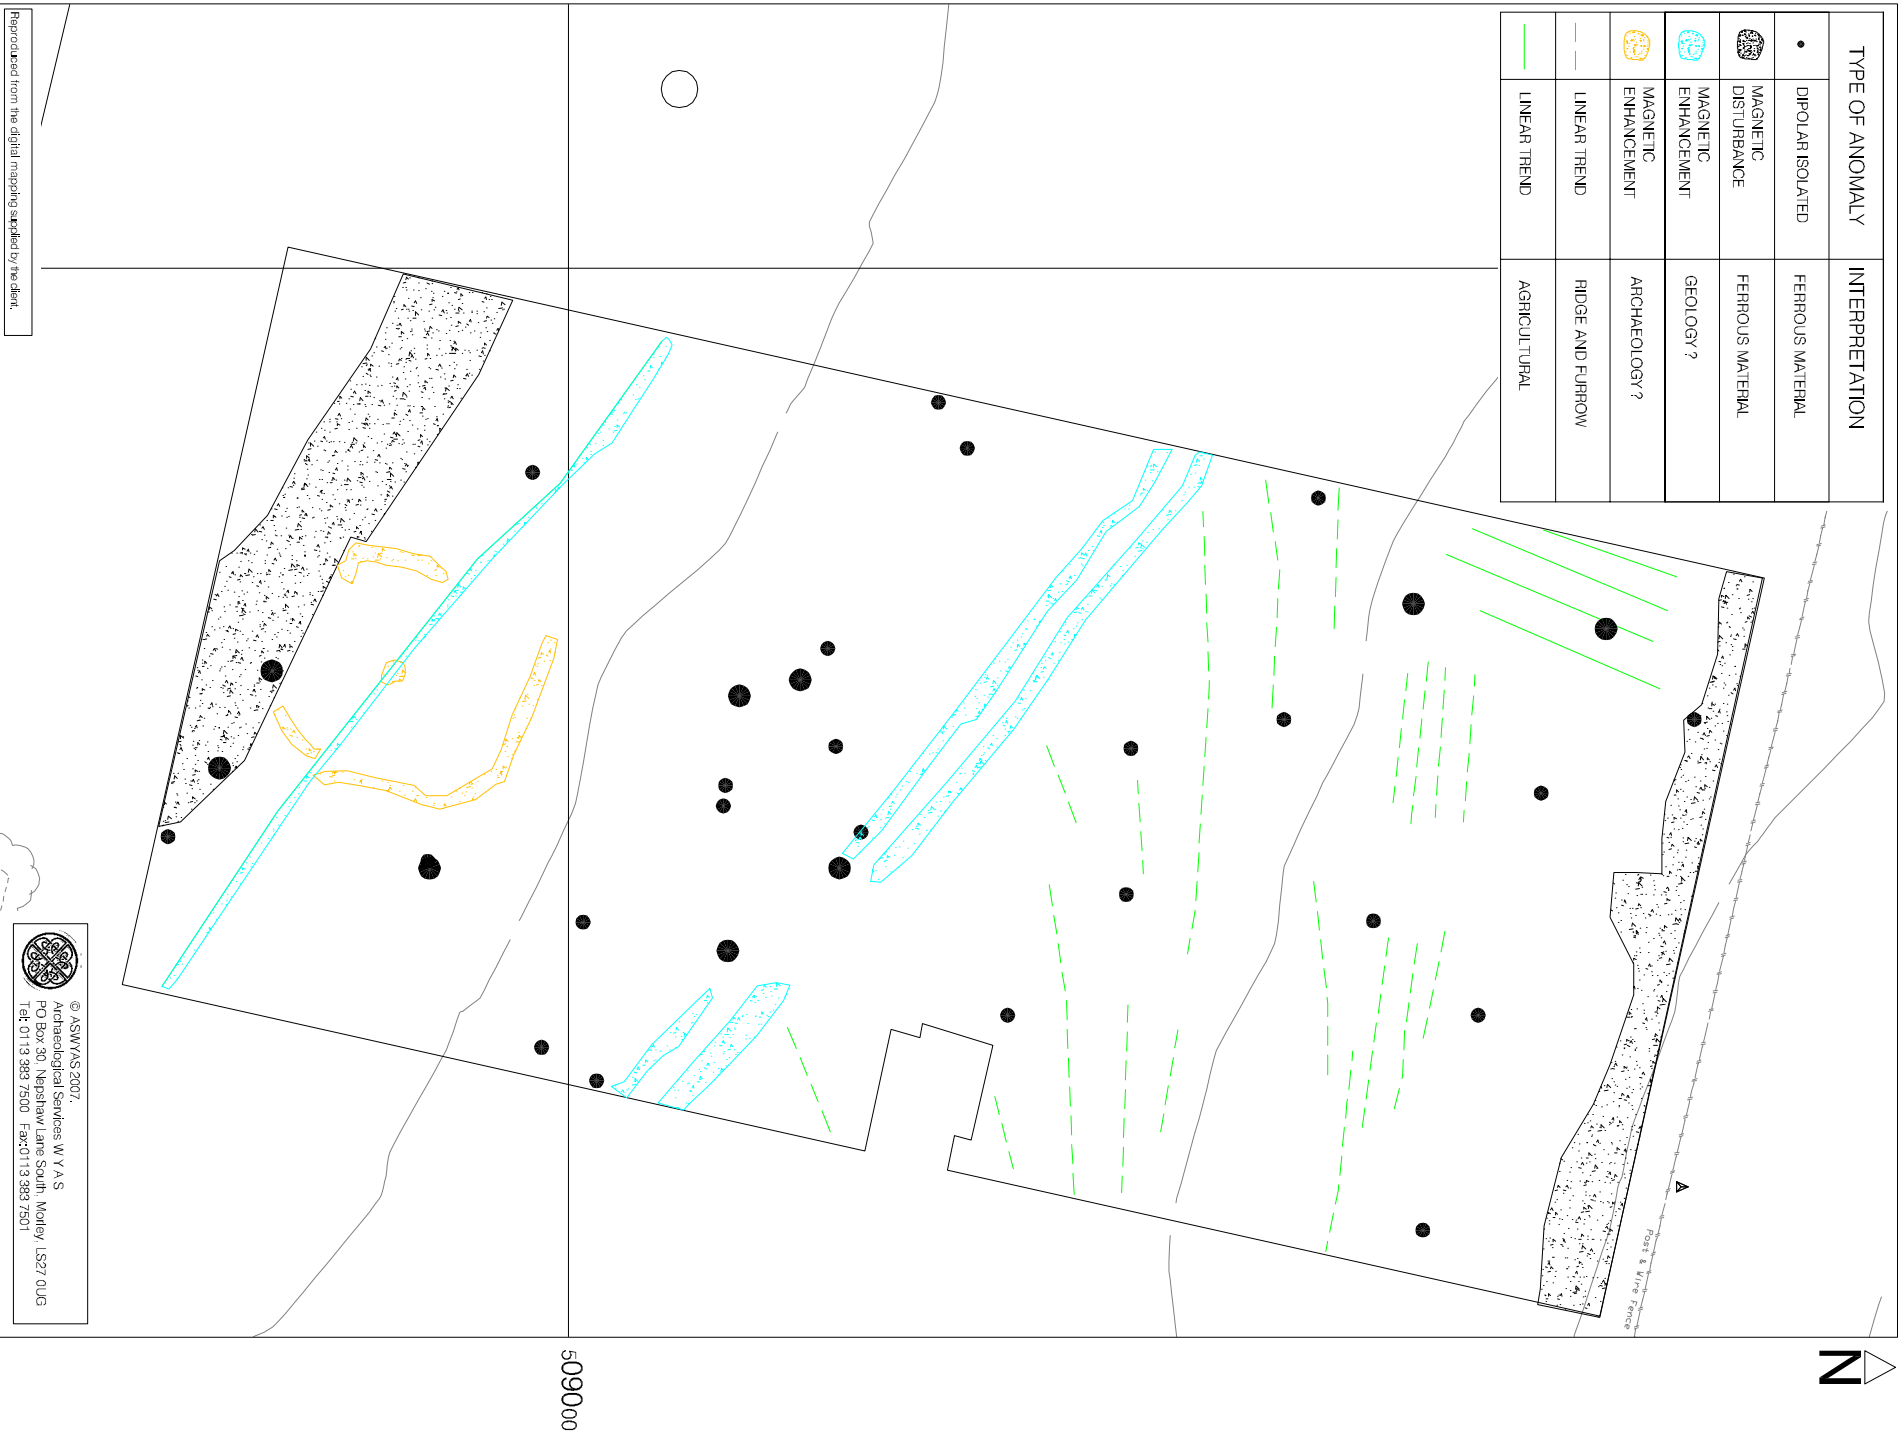 TYPE OF ANOMALY
INTERPRETATION
DIPOLAR ISOLATED
FERROUS MATERIAL
MAGNETIC
DISTURBANCE
FERROUS MATERIAL
MAGNETIC
ENHANCEMENT
GEOLOGY?
MAGNETIC
ENHANCEMENT
ARCHAEOLOGY?
LINEAR TREND
RIDGE AND FURROW
LINEAR TREND
AGRICULTURAL
Post & Wire Fence
N
509000
© ASWYAS 2007.
Archaeological Services W Y A S
PO Box 30, Nepshaw Lane South, Morley, LS27 0UG
Tel: 0113 383 7500 Fax:0113 383 7501
Reproduced from the digital mapping supplied by the client.